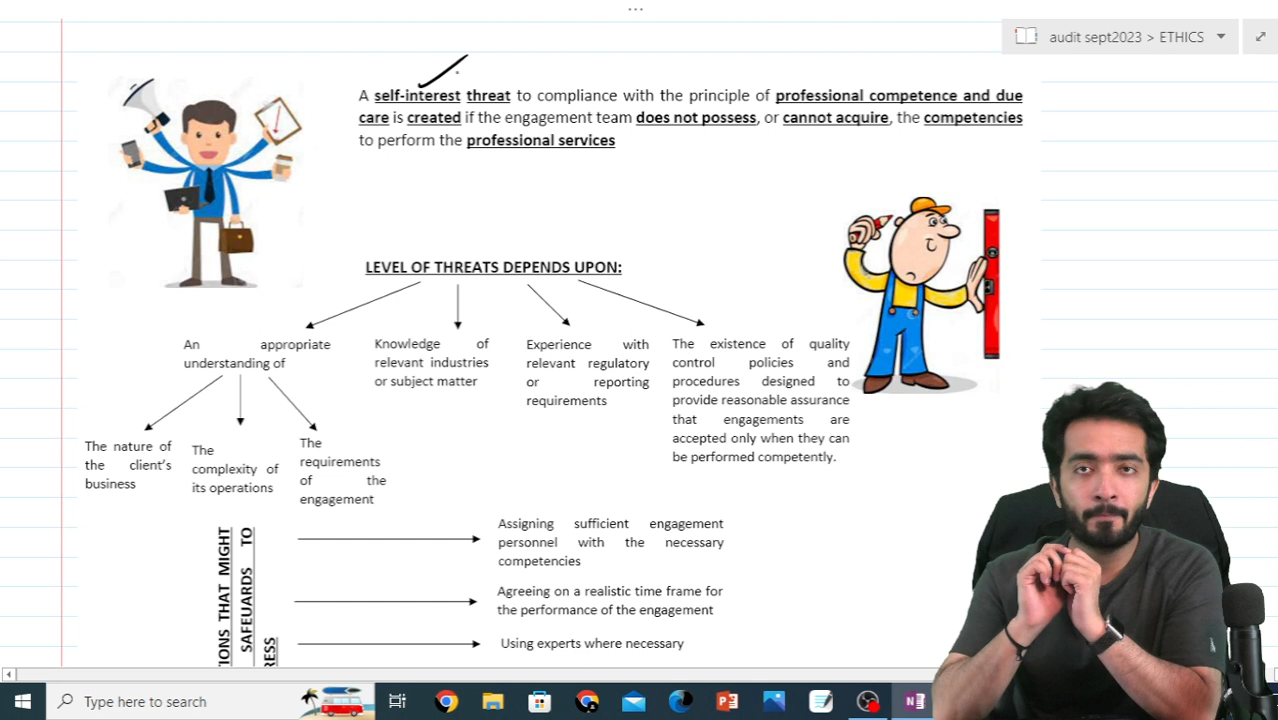 ...
audit sept2023 > ETHICS
A self-interest threat to compliance with the principle of professional competence and due
care is created if the engagement team does not possess, or cannot acquire, the competencies
to perform the professional services
LEVEL OF THREATS DEPENDS UPON:
An appropriate
understanding of
Knowledge of
relevant industries
or subject matter
Experience with
relevant regulatory
or reporting
requirements
The existence of quality
control policies and
procedures designed to
provide reasonable assurance
that engagements are
accepted only when they can
be performed competently.
The nature of
the client's
business
The
complexity of
its operations
The
requirements
of the
engagement
IONS THAT MIGHT
SAFEUARDS TO
RESS
Assigning sufficient engagement
personnel with the necessary
competencies
Agreeing on a realistic time frame for
the performance of the engagement
Using experts where necessary
Type here to search